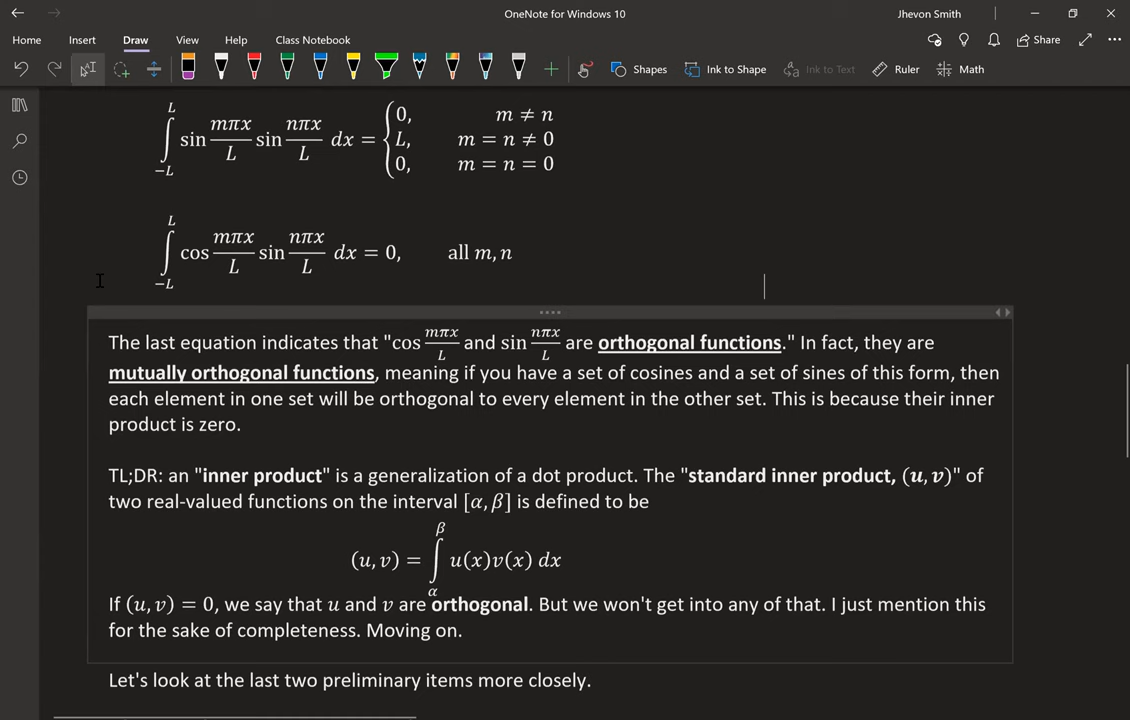 OneNote for Windows 10
Jhevon Smith
Home Insert Draw View Help Class Notebook
Share
Shapes Ink to Shape Ink to Text Ruler Math
∫_{-L}^{L} sin mπx/L sin nπx/L dx = { 0, m ≠ n
L, m = n ≠ 0
0, m = n = 0
∫_{-L}^{L} cos mπx/L sin nπx/L dx = 0, all m, n
The last equation indicates that "cos mπx/L and sin nπx/L are orthogonal functions." In fact, they are
mutually orthogonal functions, meaning if you have a set of cosines and a set of sines of this form, then
each element in one set will be orthogonal to every element in the other set. This is because their inner
product is zero.
TL;DR: an "inner product" is a generalization of a dot product. The "standard inner product, (u, v)" of
two real-valued functions on the interval [α, β] is defined to be
(u, v) = ∫_{α}^{β} u(x)v(x) dx
If (u, v) = 0, we say that u and v are orthogonal. But we won't get into any of that. I just mention this
for the sake of completeness. Moving on.
Let's look at the last two preliminary items more closely.